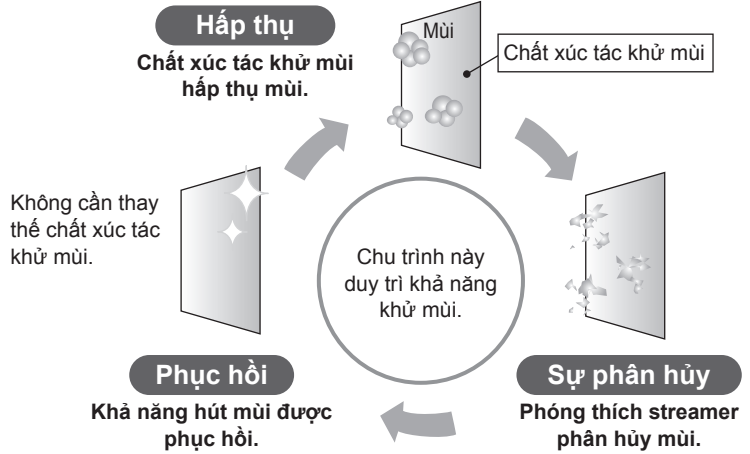 Hấp thụ
Chất xúc tác khử mùi
hấp thụ mùi.
Mùi
Chất xúc tác khử mùi
Không cần thay
thế chất xúc tác
khử mùi.
Chu trình này
duy trì khả năng
khử mùi.
Phục hồi
Khả năng hút mùi được
phục hồi.
Sự phân hủy
Phóng thích streamer
phân hủy mùi.